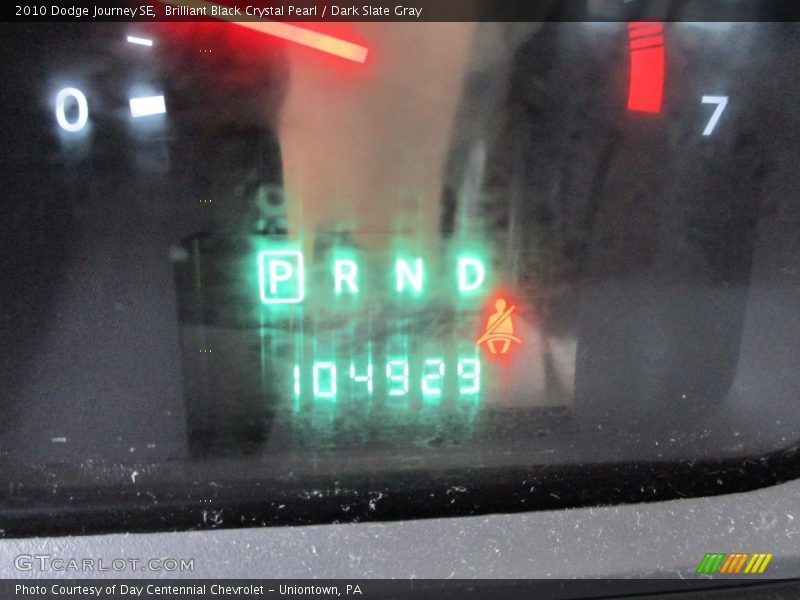 2010 Dodge Journey SE,  Brilliant Black Crystal Pearl / Dark Slate Gray
0
7
P R N D
104929
GTCARLOT.COM
Photo Courtesy of Day Centennial Chevrolet - Uniontown, PA